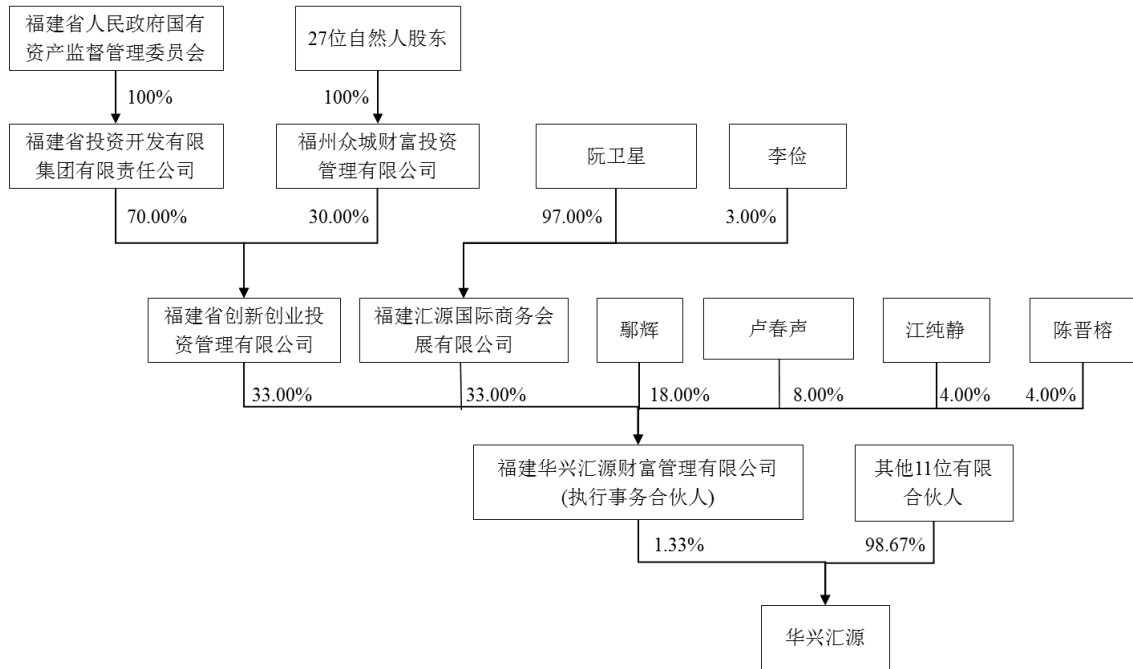 福建省人民政府国有
资产监督管理委员会
27位自然人股东
100%
100%
福建省投资开发有限
集团有限责任公司
福州众城财富投资
管理有限公司
阮卫星
李俭
70.00%
30.00%
97.00%
3.00%
福建省创新创业投
资管理有限公司
福建汇源国际商务会
展有限公司
鄢辉
卢春声
江纯静
陈晋榕
33.00%
33.00%
18.00%
8.00%
4.00%
4.00%
福建华兴汇源财富管理有限公司
(执行事务合伙人)
其他11位有限
合伙人
1.33%
98.67%
华兴汇源